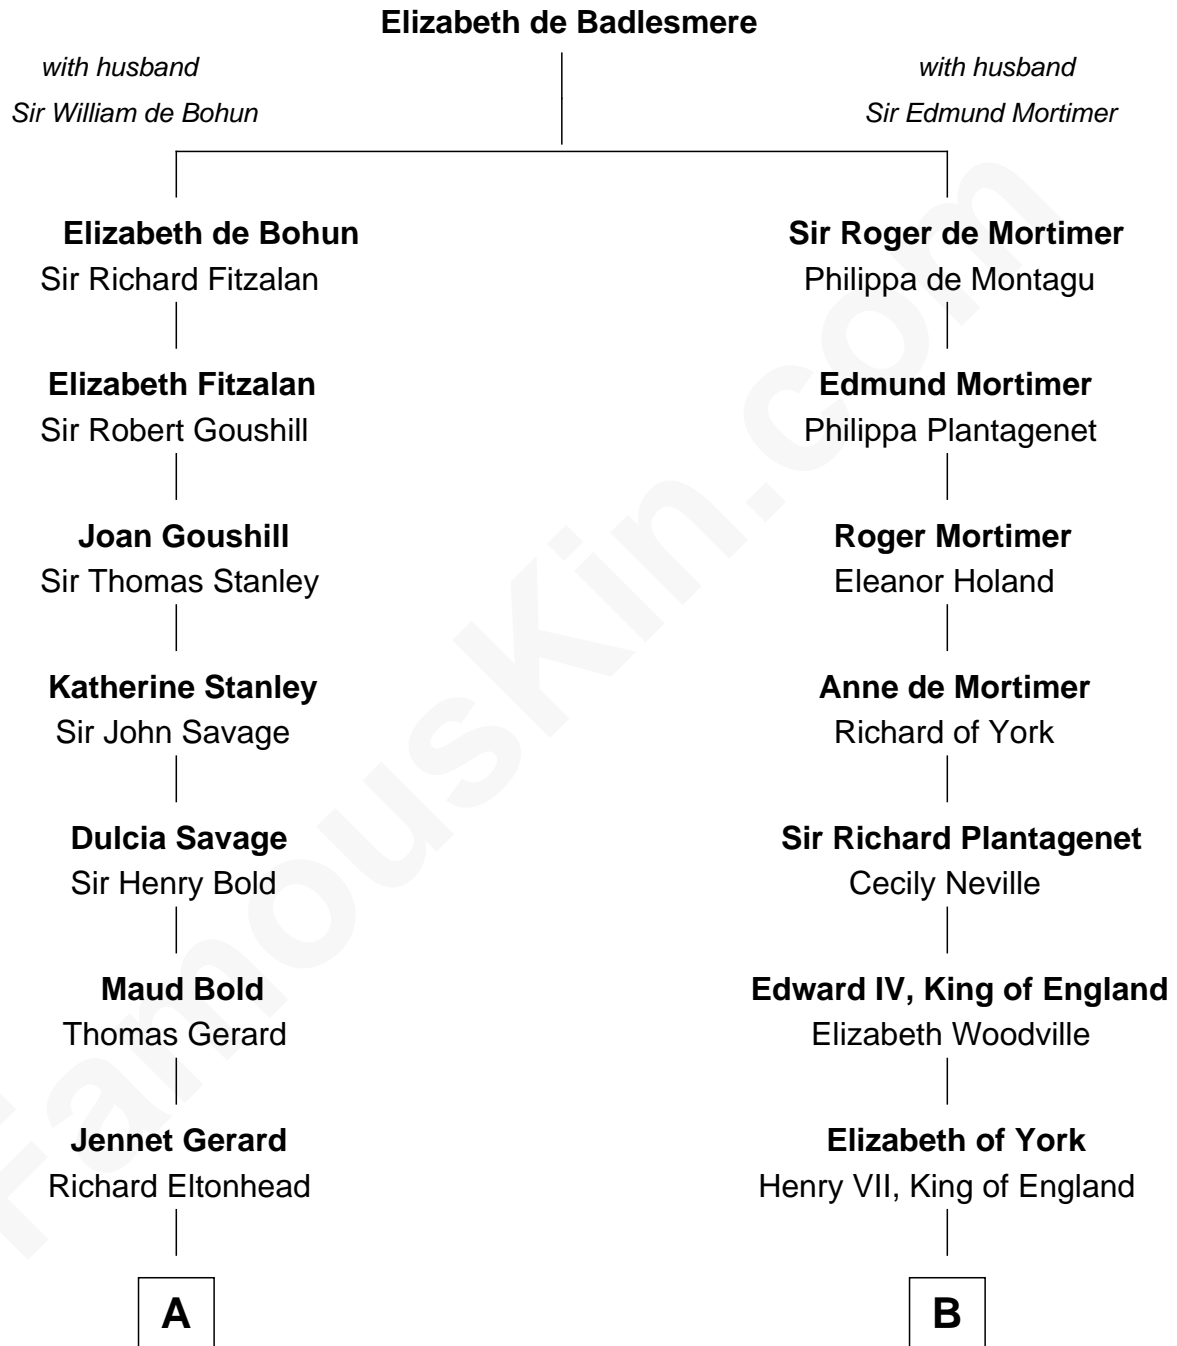 Elizabeth de Badlesmere
with husband
Sir William de Bohun
with husband
Sir Edmund Mortimer
Elizabeth de Bohun
Sir Richard Fitzalan
Elizabeth Fitzalan
Sir Robert Goushill
Joan Goushill
Sir Thomas Stanley
Katherine Stanley
Sir John Savage
Dulcia Savage
Sir Henry Bold
Maud Bold
Thomas Gerard
Jennet Gerard
Richard Eltonhead
A
Sir Roger de Mortimer
Philippa de Montagu
Edmund Mortimer
Philippa Plantagenet
Roger Mortimer
Eleanor Holand
Anne de Mortimer
Richard of York
Sir Richard Plantagenet
Cecily Neville
Edward IV, King of England
Elizabeth Woodville
Elizabeth of York
Henry VII, King of England
B
FamousKin.com